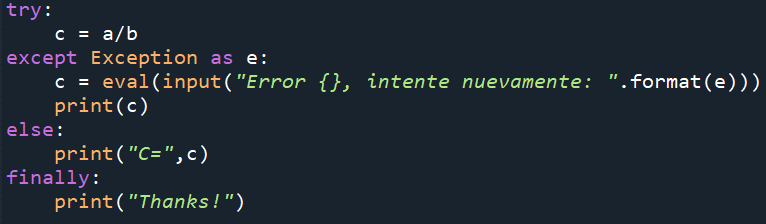 try:
    c = a/b
except Exception as e:
    c = eval(input("Error {}, intente nuevamente: ".format(e)))
    print(c)
else:
    print("C=",c)
finally:
    print("Thanks!")